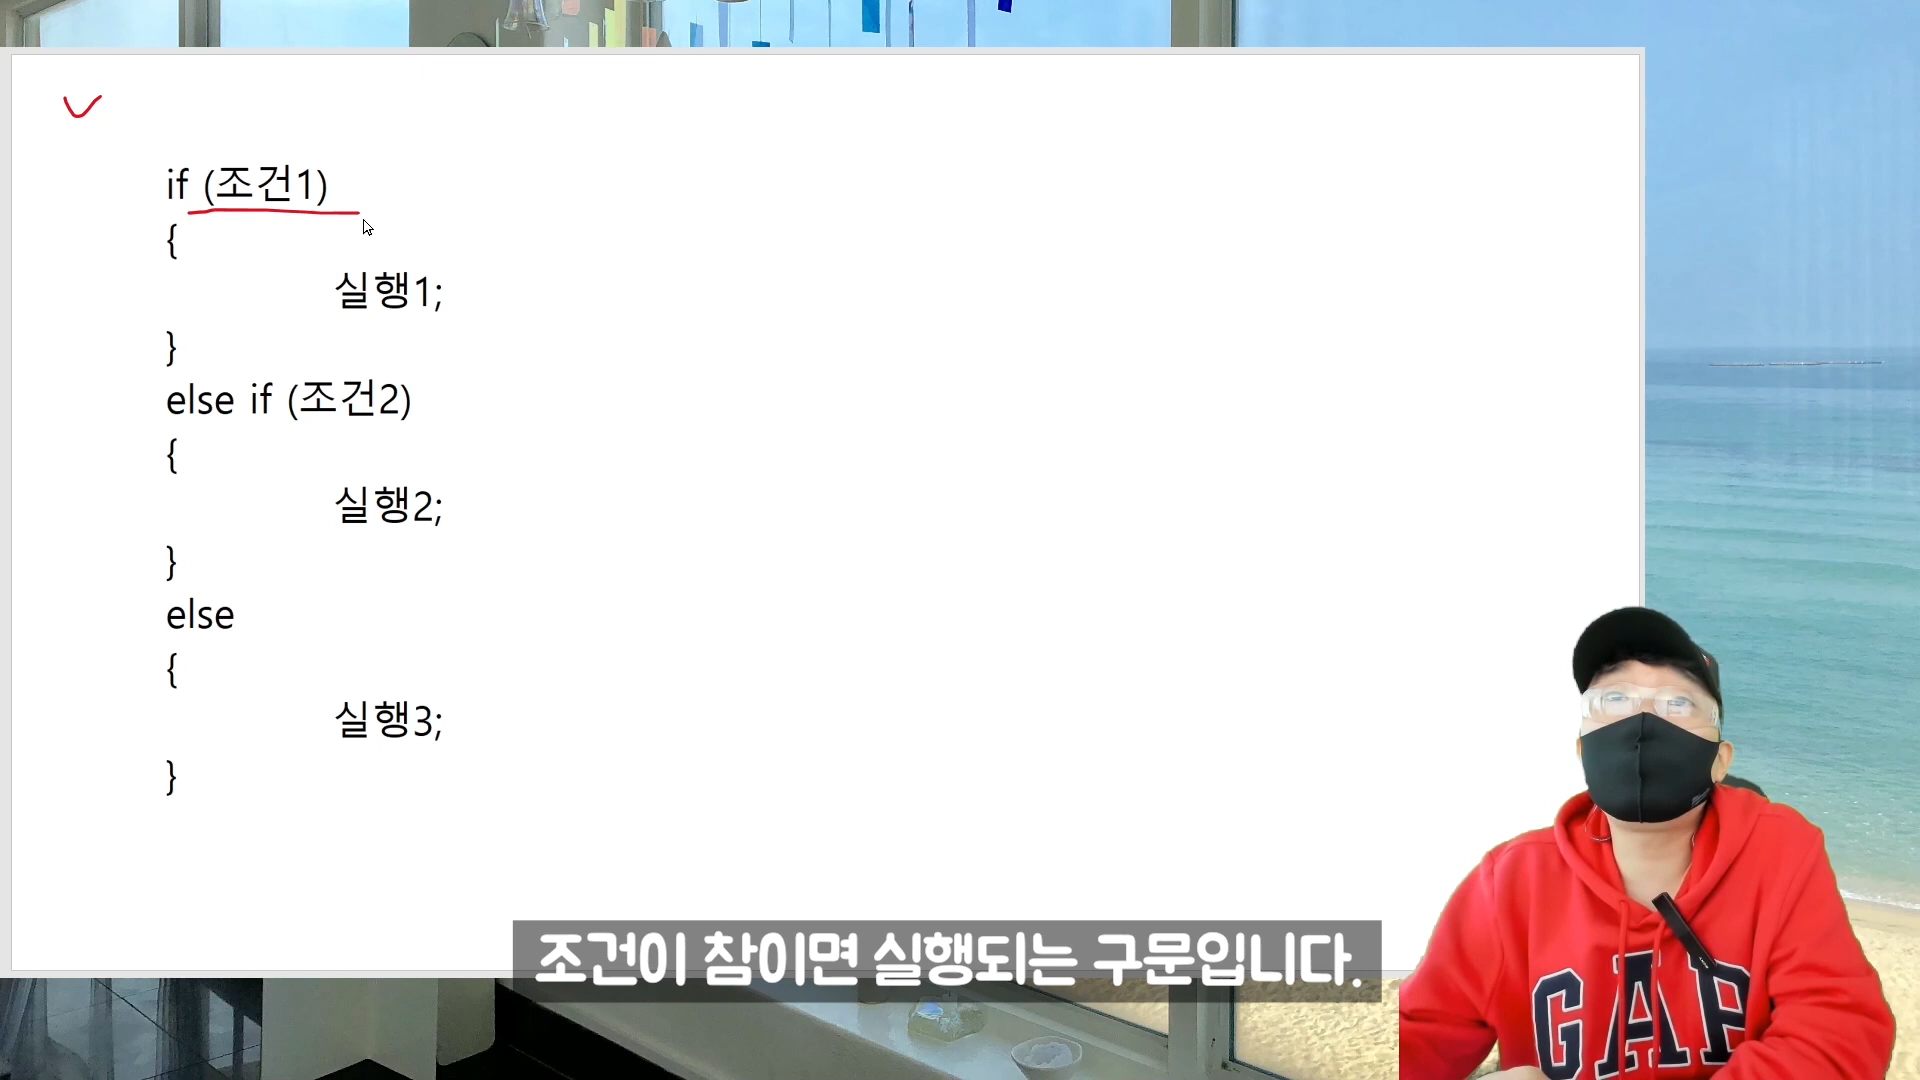 if (조건1)
{
실행1;
}
else if (조건2)
{
실행2;
}
else
{
실행3;
}
조건이 참이면 실행되는 구문입니다.
GAP